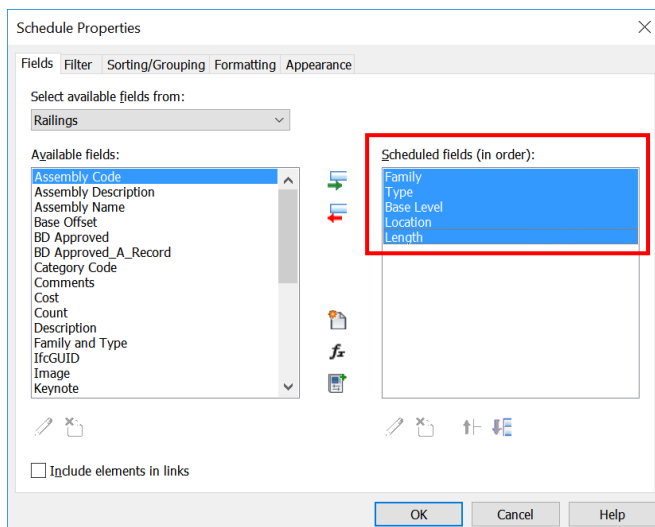 Schedule Properties
Fields Filter Sorting/Grouping Formatting Appearance
Select available fields from:
Railings
Available fields:
Assembly Code
Assembly Description
Assembly Name
Base Offset
BD Approved
BD Approved_A_Record
Category Code
Comments
Cost
Count
Description
Family and Type
IfcGUID
Image
Keynote
fx
Scheduled fields (in order):
Family
Type
Base Level
Location
Length
Include elements in links
OK Cancel Help